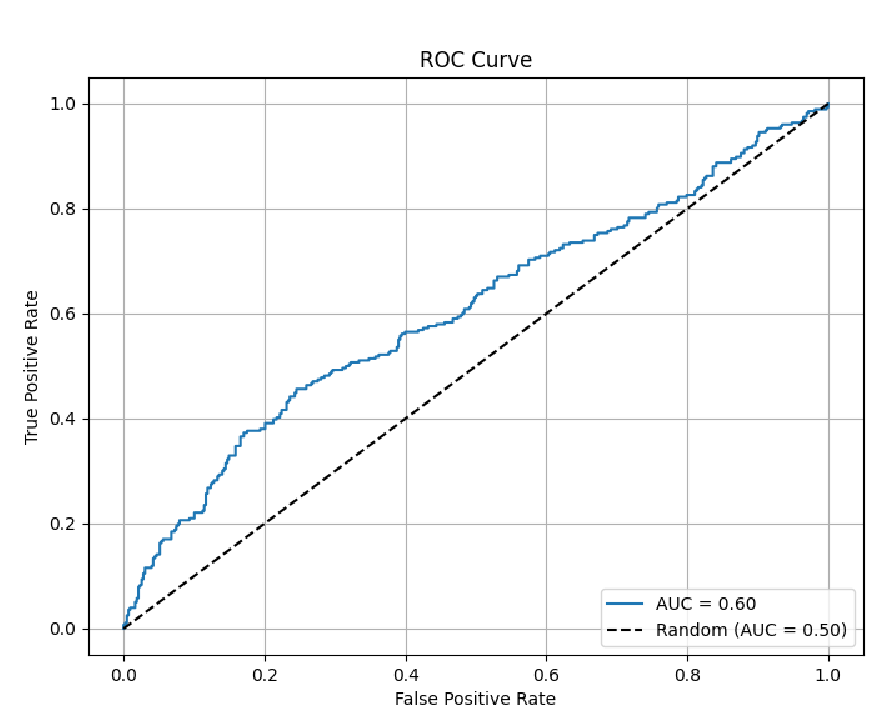 ROC Curve
True Positive Rate
1.0
0.8
0.6
0.4
0.2
0.0
0.0 0.2 0.4 0.6 0.8 1.0
False Positive Rate
AUC = 0.60
Random (AUC = 0.50)